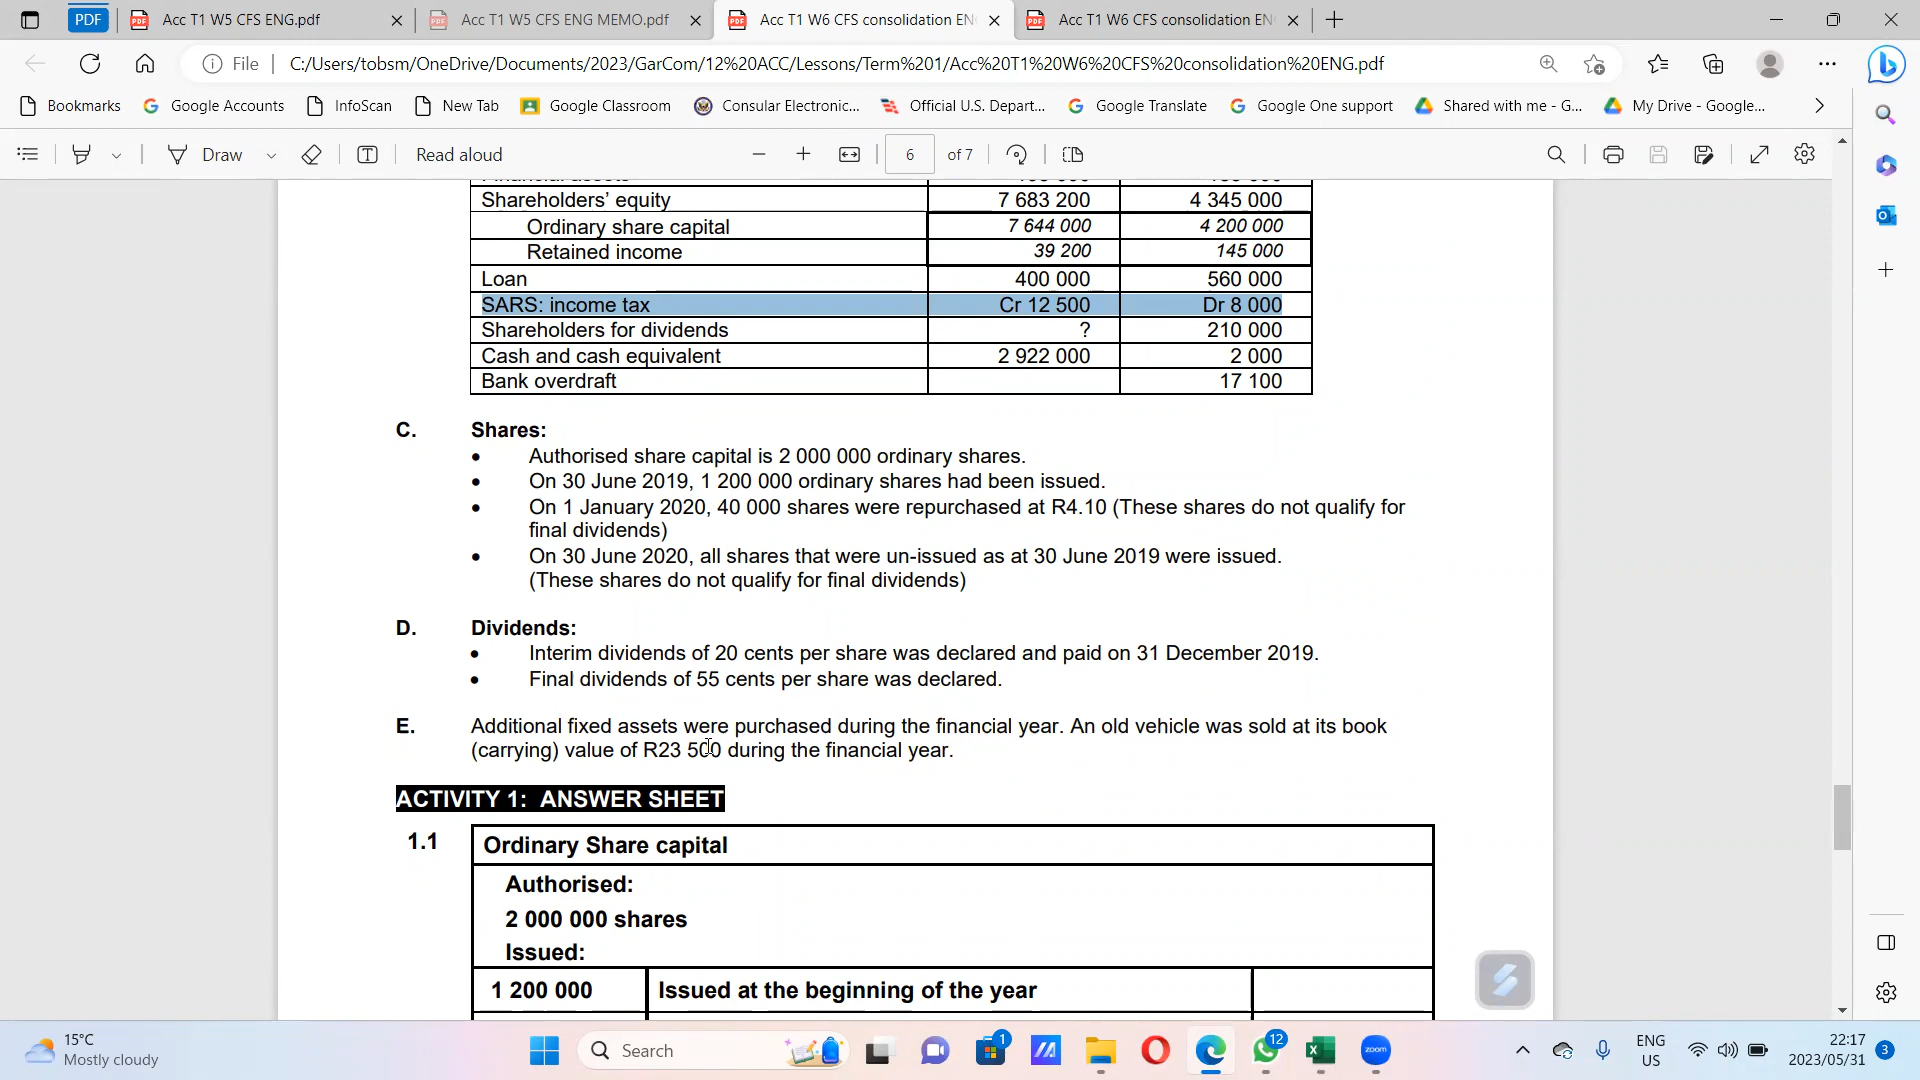 PDF
Acc T1 W5 CFS ENG.pdf
Acc T1 W5 CFS ENG MEMO.pdf
Acc T1 W6 CFS consolidation EN
Acc T1 W6 CFS consolidation EN
File
C:/Users/tobsm/OneDrive/Documents/2023/GarCom/12%20ACC/Lessons/Term%201/Acc%20T1%20W6%20CFS%20consolidation%20ENG.pdf
Bookmarks
Google Accounts
InfoScan
New Tab
Google Classroom
Consular Electronic...
Official U.S. Depart...
Google Translate
Google One support
Shared with me - G...
My Drive - Google...
Draw
Read aloud
6 of 7
Shareholders' equity 7 683 200 4 345 000
Ordinary share capital 7 644 000 4 200 000
Retained income 39 200 145 000
Loan 400 000 560 000
SARS: income tax Cr 12 500 Dr 8 000
Shareholders for dividends ? 210 000
Cash and cash equivalent 2 922 000 2 000
Bank overdraft 17 100
C. Shares:
• Authorised share capital is 2 000 000 ordinary shares.
• On 30 June 2019, 1 200 000 ordinary shares had been issued.
• On 1 January 2020, 40 000 shares were repurchased at R4.10 (These shares do not qualify for
final dividends)
• On 30 June 2020, all shares that were un-issued as at 30 June 2019 were issued.
(These shares do not qualify for final dividends)
D. Dividends:
• Interim dividends of 20 cents per share was declared and paid on 31 December 2019.
• Final dividends of 55 cents per share was declared.
E. Additional fixed assets were purchased during the financial year. An old vehicle was sold at its book
(carrying) value of R23 500 during the financial year.
ACTIVITY 1: ANSWER SHEET
1.1 Ordinary Share capital
Authorised:
2 000 000 shares
Issued:
1 200 000 Issued at the beginning of the year
15°C
Mostly cloudy
Search
1
12
zoom
ENG
US
22:17
2023/05/31
3